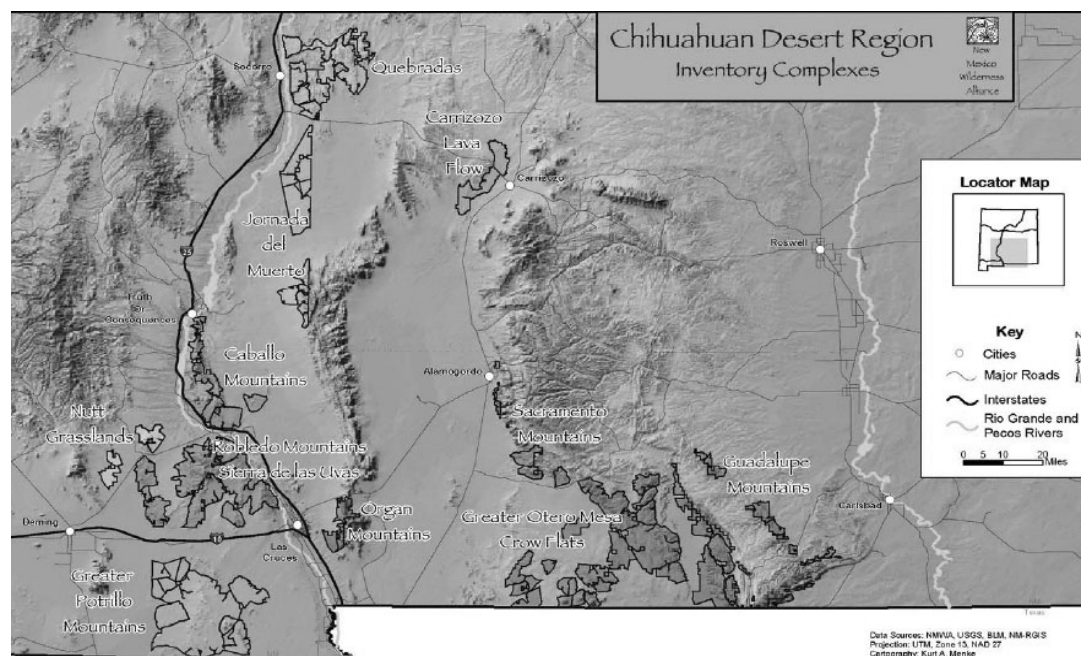 Chihuahuan Desert Region
Inventory Complexes
New
Mexico
Wilderness
Alliance
Socorro
Quebradas
Carrizozo
Lava
Flow
Carrizozo
Jornada
del
Muerto
25
Roswell
Truth
or
Consequences
Caballo
Mountains
Alamogordo
Nutt
Grasslands
Sacramento
Mountains
Robledo Mountains
Sierra de las Uvas
Guadalupe
Mountains
Organ
Mountains
Greater Otero Mesa
Crow Flats
Carlsbad
Deming
10
Las
Cruces
Greater
Potrillo
Mountains
Texas
Locator Map
Key
N
Cities
Major Roads
Interstates
Rio Grande and
Pecos Rivers
0 5 10 20
Miles
Data Sources: NMWA, USGS, BLM, NM-RGIS
Projection: UTM, Zone 13, NAD 27
Cartography: Kurt A. Menke